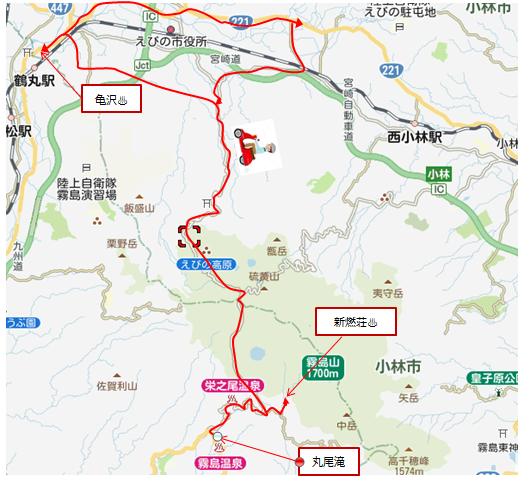 447
IC
えびの市役所
221
えびの駐屯地
小林市
鶴丸駅
Jct
宮崎道
221
亀沢♨
松駅
宮崎自動車道
西小林駅
小林
IC
小林
陸上自衛隊
霧島演習場
飯盛山
栗野岳
九州道
えびの高原
甑岳
硫黄山
夷守岳
うぶ園
新燃荘♨
霧島山
1700m
小林市
佐賀利山
栄之尾温泉
皇子原公園
矢岳
中岳
霧島東神
霧島温泉
丸尾滝
高千穂峰
1574m